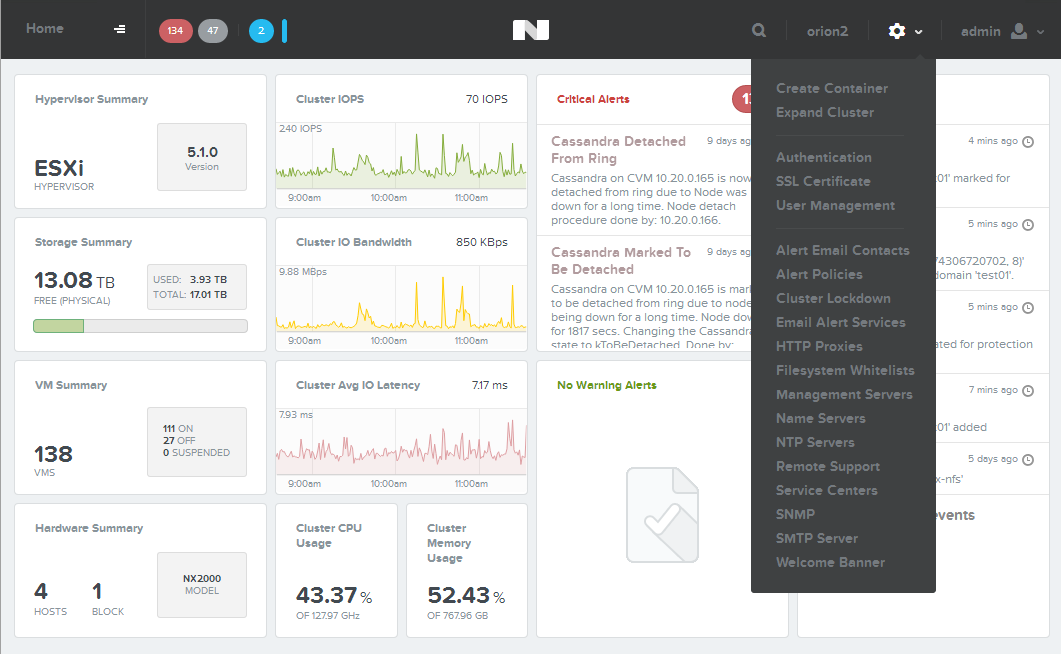 Home
134
47
2
N
orion2
admin
Hypervisor Summary
ESXi
HYPERVISOR
5.1.0
Version
Storage Summary
13.08 TB
FREE (PHYSICAL)
USED: 3.93 TB
TOTAL: 17.01 TB
VM Summary
138
VMS
111 ON
27 OFF
0 SUSPENDED
Hardware Summary
4
HOSTS
1
BLOCK
NX2000
MODEL
Cluster IOPS
70 IOPS
240 IOPS
9:00am
10:00am
11:00am
Cluster IO Bandwidth
850 KBps
9.88 MBps
9:00am
10:00am
11:00am
Cluster Avg IO Latency
7.17 ms
7.93 ms
9:00am
10:00am
11:00am
Cluster CPU
Usage
43.37 %
OF 127.97 GHz
Cluster
Memory
Usage
52.43 %
OF 767.96 GB
Critical Alerts
Cassandra Detached
From Ring
9 days ag
Cassandra on CVM 10.20.0.165 is now
detached from ring due to Node was
down for a long time. Node detach
procedure done by: 10.20.0.166.
Cassandra Marked To
Be Detached
9 days ag
Cassandra on CVM 10.20.0.165 is mark
to be detached from ring due to node
being down for a long time. Node dow
for 1817 secs. Changing the Cassandra
state to kToBeDetached. Done by:
No Warning Alerts
Create Container
Expand Cluster
Authentication
SSL Certificate
User Management
Alert Email Contacts
Alert Policies
Cluster Lockdown
Email Alert Services
HTTP Proxies
Filesystem Whitelists
Management Servers
Name Servers
NTP Servers
Remote Support
Service Centers
SNMP
SMTP Server
Welcome Banner
4 mins ago
01' marked for
5 mins ago
74306720702, 8)'
domain 'test01'.
5 mins ago
ated for protection
7 mins ago
01' added
5 days ago
x-nfs'
events